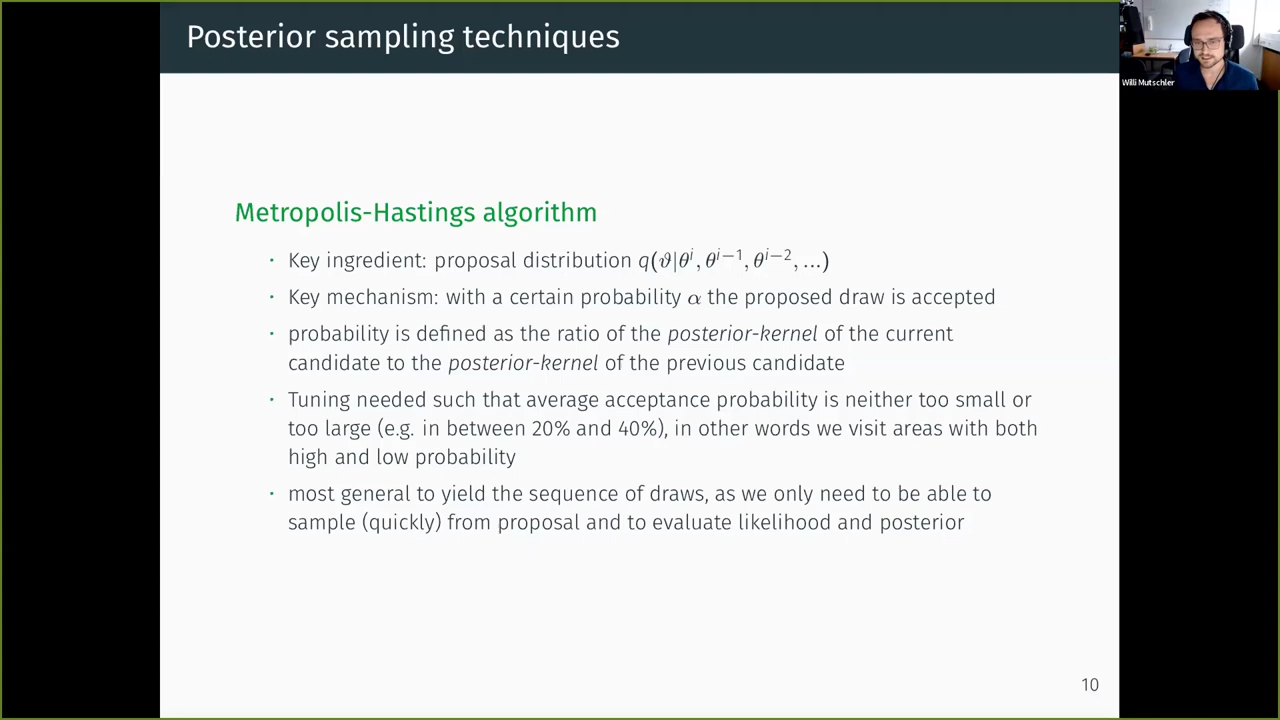 Posterior sampling techniques
Willi Mutschler
Metropolis-Hastings algorithm
· Key ingredient: proposal distribution q(ϑ|θⁱ, θⁱ⁻¹, θⁱ⁻², ...)
· Key mechanism: with a certain probability α the proposed draw is accepted
· probability is defined as the ratio of the posterior-kernel of the current
candidate to the posterior-kernel of the previous candidate
· Tuning needed such that average acceptance probability is neither too small or
too large (e.g. in between 20% and 40%), in other words we visit areas with both
high and low probability
· most general to yield the sequence of draws, as we only need to be able to
sample (quickly) from proposal and to evaluate likelihood and posterior
10